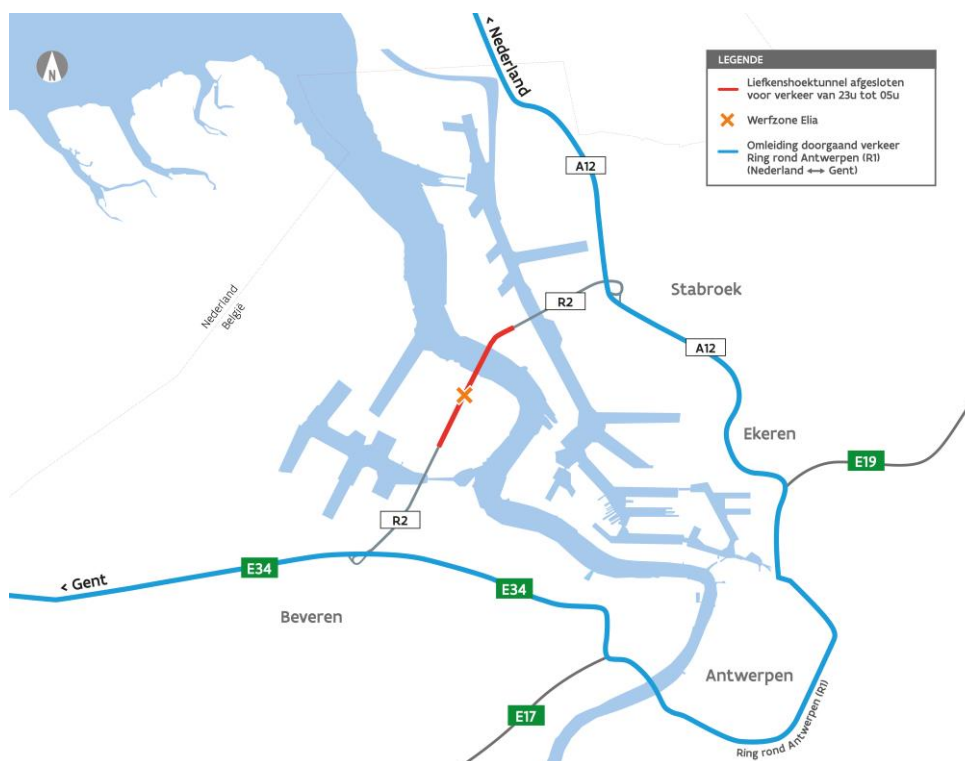 N
< Nederland
LEGENDE
Liefkenshoektunnel afgesloten
voor verkeer van 23u tot 05u
Werfzone Elia
Omleiding doorgaand verkeer
Ring rond Antwerpen (R1)
(Nederland ⟷ Gent)
A12
Nederland
België
R2
Stabroek
A12
Ekeren
E19
R2
< Gent
E34
E34
Beveren
Antwerpen
E17
Ring rond Antwerpen (R1)